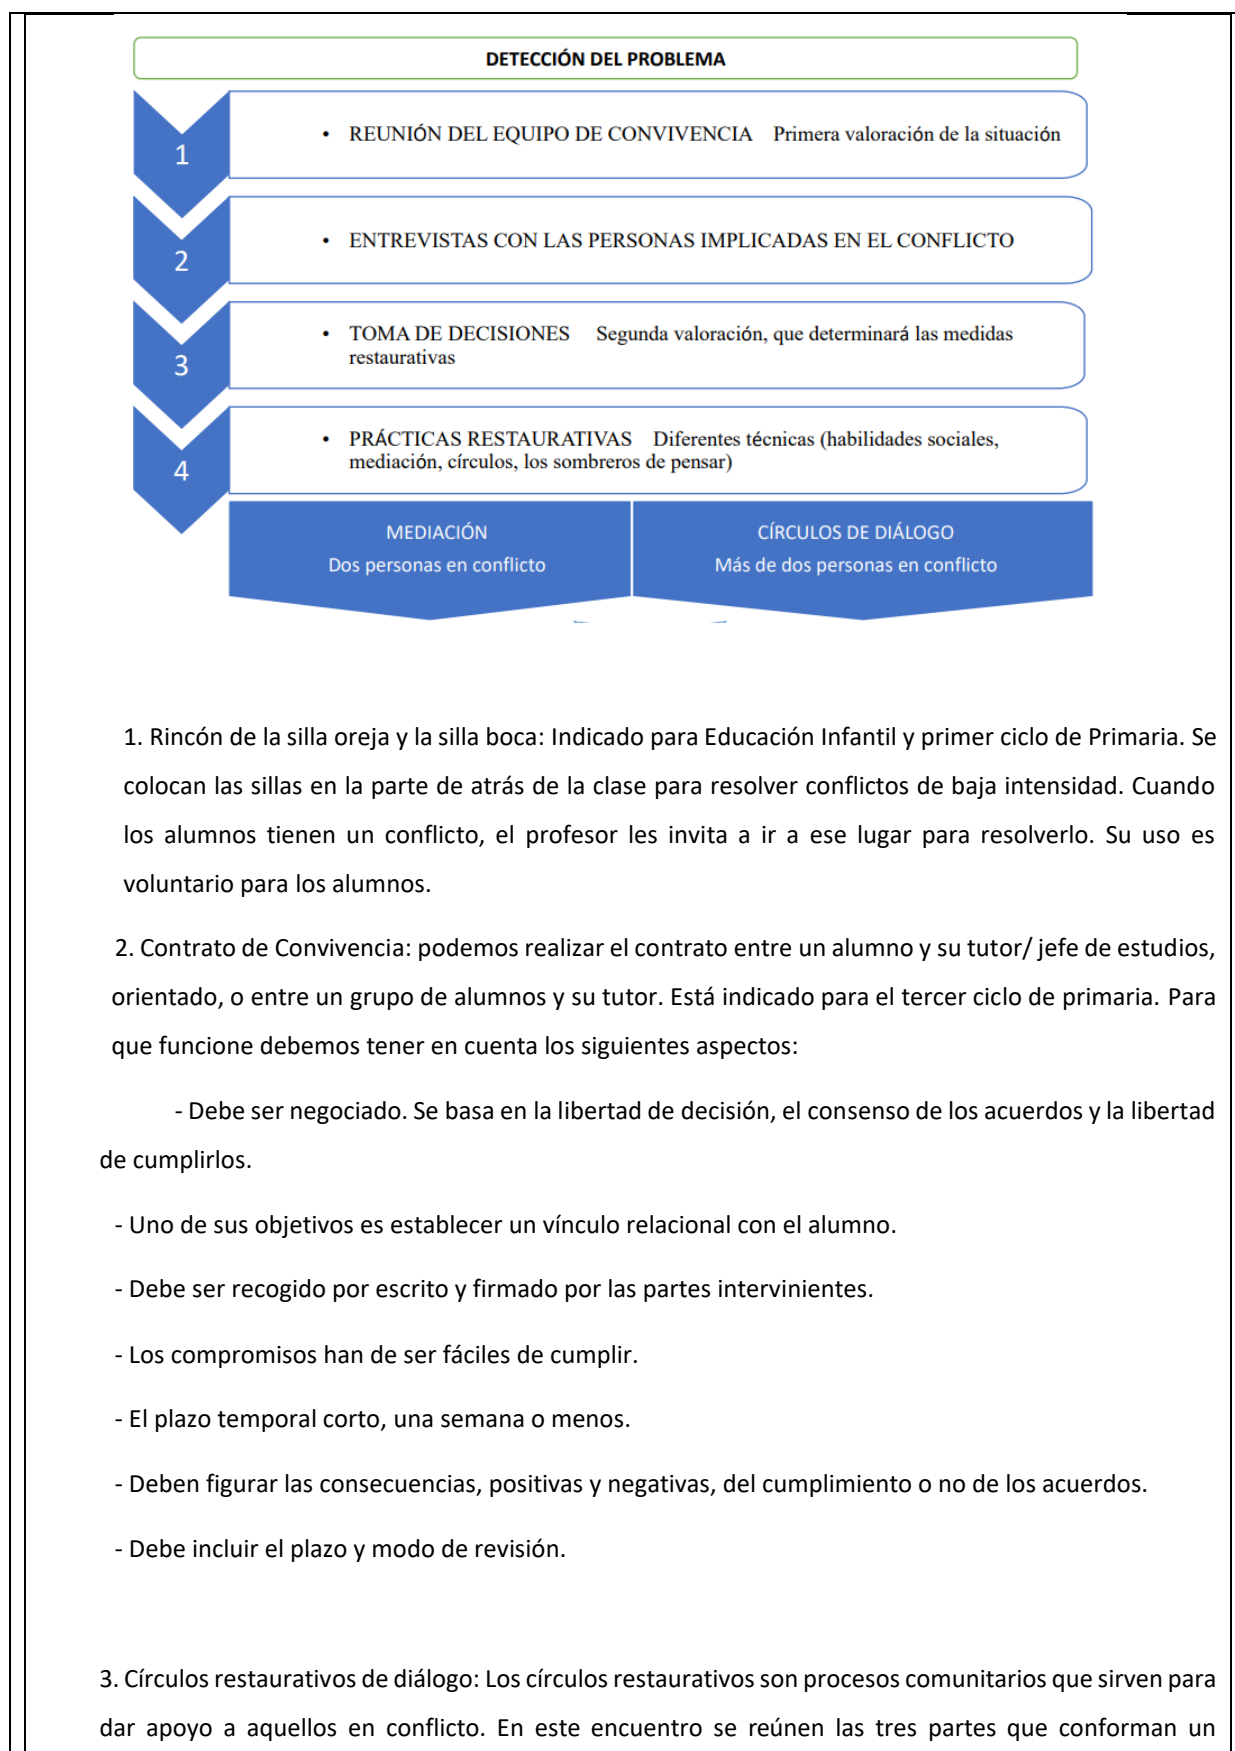 DETECCIÓN DEL PROBLEMA
1
• REUNIÓN DEL EQUIPO DE CONVIVENCIA Primera valoración de la situación
2
• ENTREVISTAS CON LAS PERSONAS IMPLICADAS EN EL CONFLICTO
3
• TOMA DE DECISIONES Segunda valoración, que determinará las medidas
restaurativas
4
• PRÁCTICAS RESTAURATIVAS Diferentes técnicas (habilidades sociales,
mediación, círculos, los sombreros de pensar)
MEDIACIÓN
Dos personas en conflicto
CÍRCULOS DE DIÁLOGO
Más de dos personas en conflicto
1. Rincón de la silla oreja y la silla boca: Indicado para Educación Infantil y primer ciclo de Primaria. Se
colocan las sillas en la parte de atrás de la clase para resolver conflictos de baja intensidad. Cuando
los alumnos tienen un conflicto, el profesor les invita a ir a ese lugar para resolverlo. Su uso es
voluntario para los alumnos.
2. Contrato de Convivencia: podemos realizar el contrato entre un alumno y su tutor/ jefe de estudios,
orientado, o entre un grupo de alumnos y su tutor. Está indicado para el tercer ciclo de primaria. Para
que funcione debemos tener en cuenta los siguientes aspectos:
- Debe ser negociado. Se basa en la libertad de decisión, el consenso de los acuerdos y la libertad
de cumplirlos.
- Uno de sus objetivos es establecer un vínculo relacional con el alumno.
- Debe ser recogido por escrito y firmado por las partes intervinientes.
- Los compromisos han de ser fáciles de cumplir.
- El plazo temporal corto, una semana o menos.
- Deben figurar las consecuencias, positivas y negativas, del cumplimiento o no de los acuerdos.
- Debe incluir el plazo y modo de revisión.
3. Círculos restaurativos de diálogo: Los círculos restaurativos son procesos comunitarios que sirven para
dar apoyo a aquellos en conflicto. En este encuentro se reúnen las tres partes que conforman un